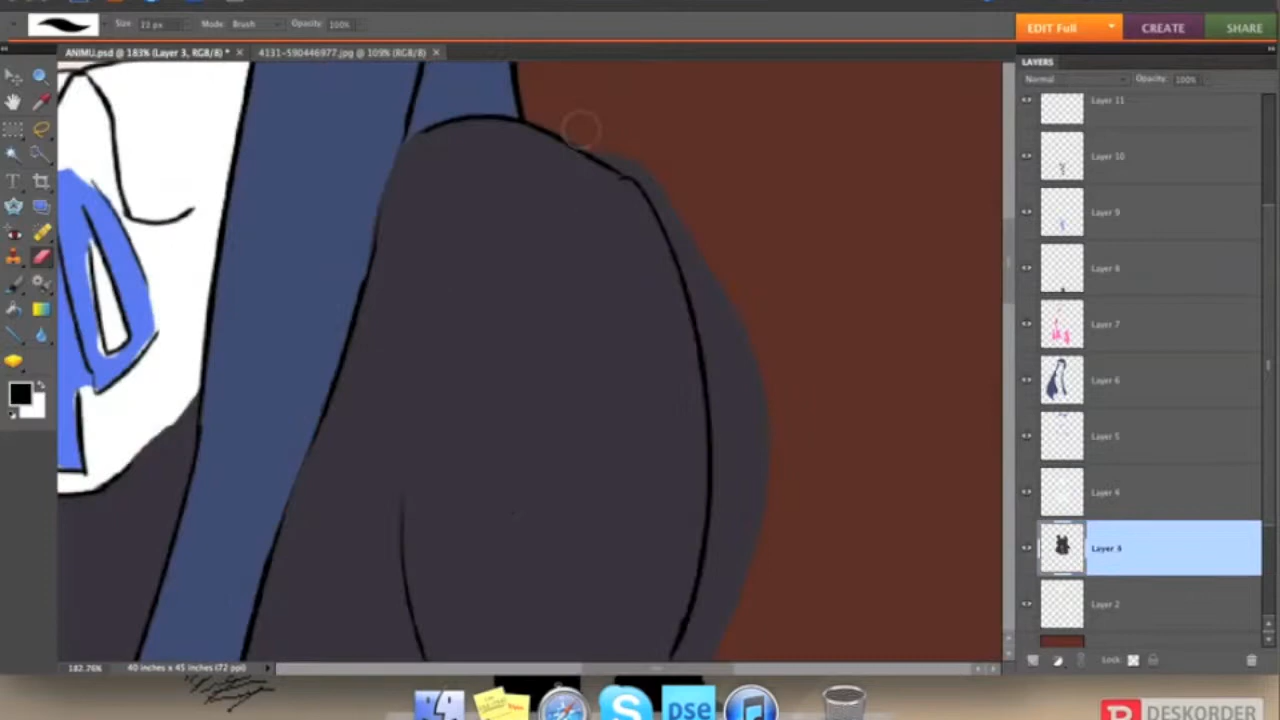 Size: 22 px Mode: Brush Opacity: 100%
EDIT Full CREATE SHARE
ANIMU.psd @ 183% (Layer 3, RGB/8) * × 4131-590446977.jpg @ 109% (RGB/8) ×
LAYERS
Normal Opacity: 100%
Layer 11
Layer 10
Layer 9
Layer 8
Layer 7
Layer 6
Layer 5
Layer 4
Layer 3
Layer 2
182.76% 40 inches x 45 inches (72 ppi)
Lock:
pse
DESKORDER